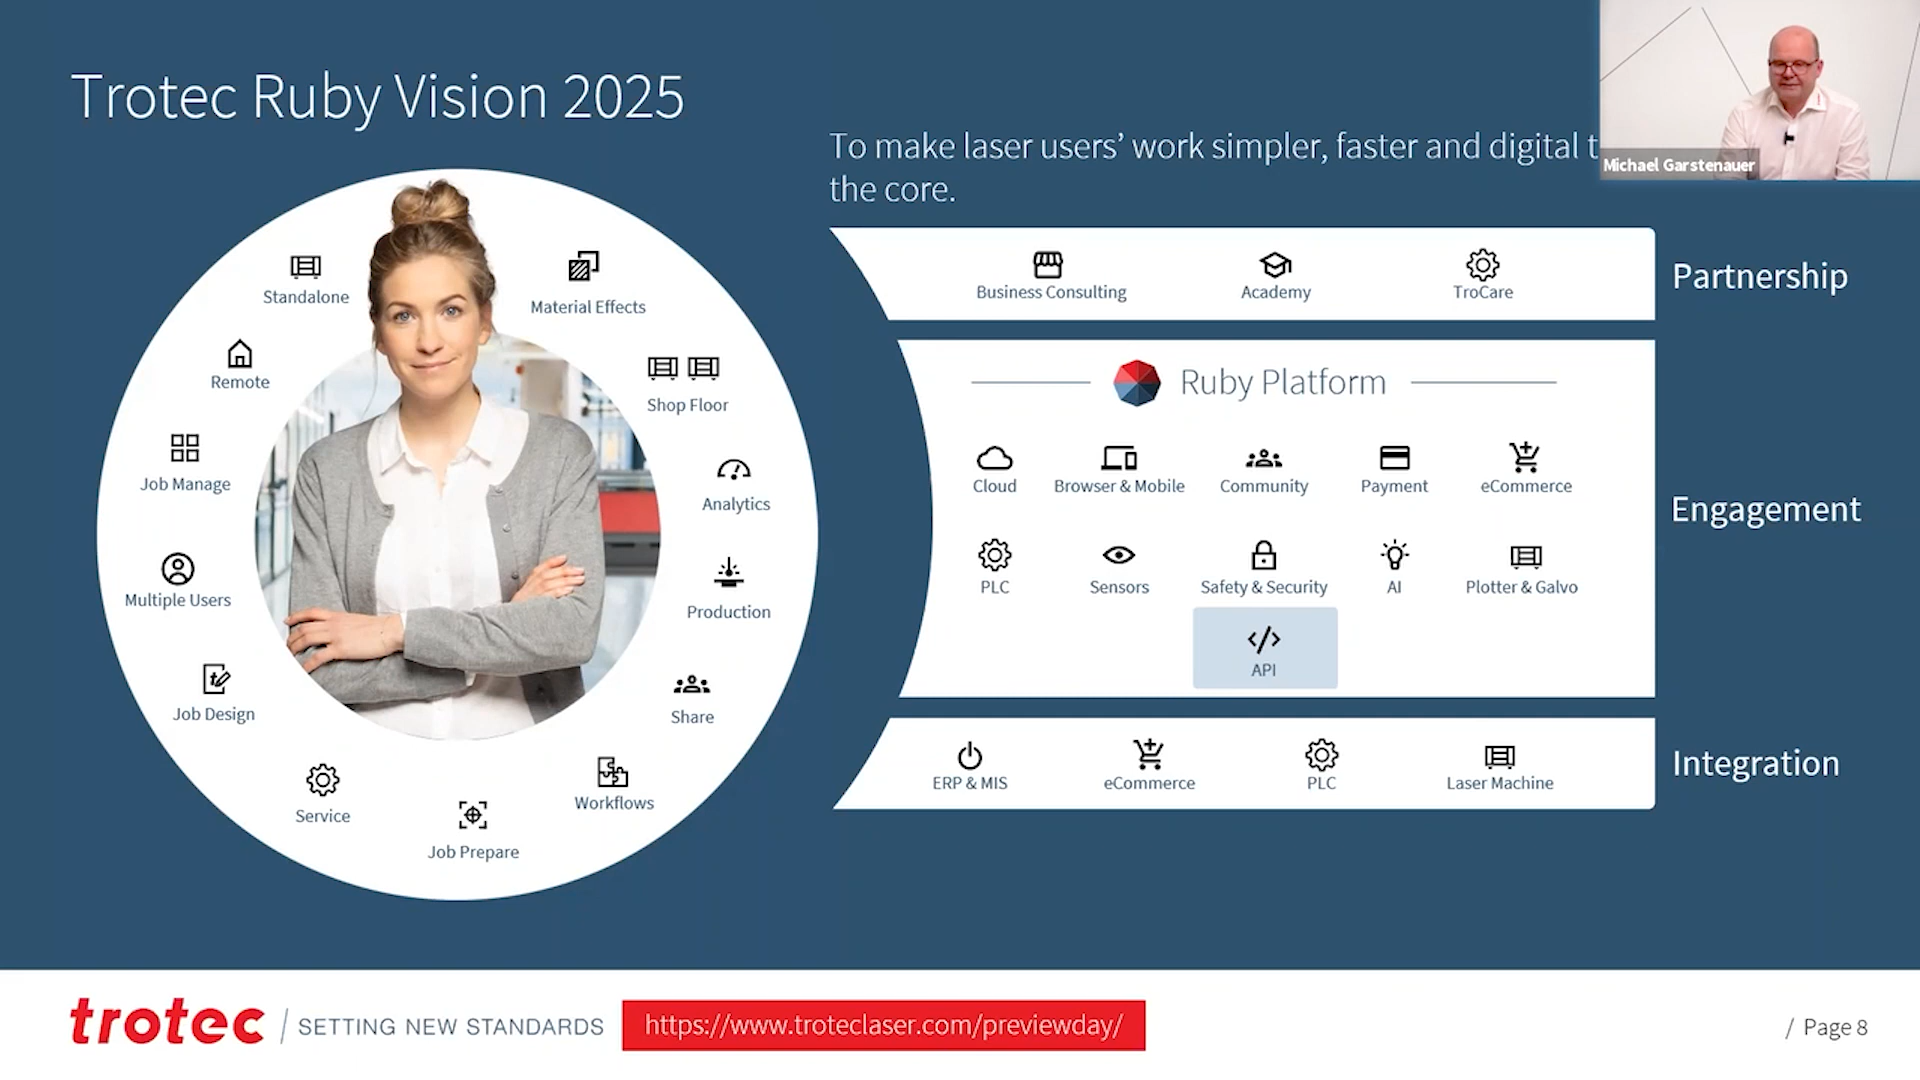 Trotec Ruby Vision 2025
To make laser users' work simpler, faster and digital
the core.
Michael Garstenauer
Standalone
Material Effects
Remote
Shop Floor
Job Manage
Analytics
Multiple Users
Production
Job Design
Share
Service
Workflows
Job Prepare
Business Consulting
Academy
TroCare
Partnership
Ruby Platform
Cloud
Browser & Mobile
Community
Payment
eCommerce
PLC
Sensors
Safety & Security
AI
Plotter & Galvo
</>
API
Engagement
ERP & MIS
eCommerce
PLC
Laser Machine
Integration
trotec / SETTING NEW STANDARDS
https://www.troteclaser.com/previewday/
/ Page 8